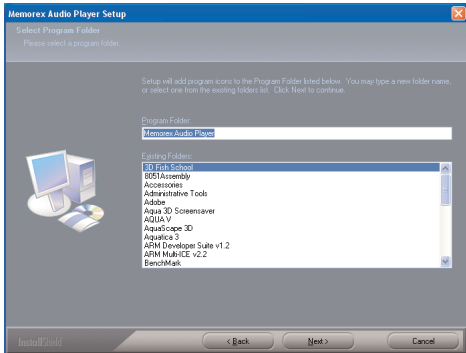 Memorex Audio Player Setup
Select Program Folder
Please select a program folder.
Setup will add program icons to the Program Folder listed below. You may type a new folder name,
or select one from the existing folders list. Click Next to continue.
Program Folder:
Memorex Audio Player
Existing Folders:
3D Fish School
8051Assembly
Accessories
Administrative Tools
Adobe
Aqua 3D Screensaver
AQUA V
AquaScape 3D
Aquatica 3
ARM Developer Suite v1.2
ARM Multi-ICE v2.2
BenchMark
InstallShield
< Back
Next >
Cancel